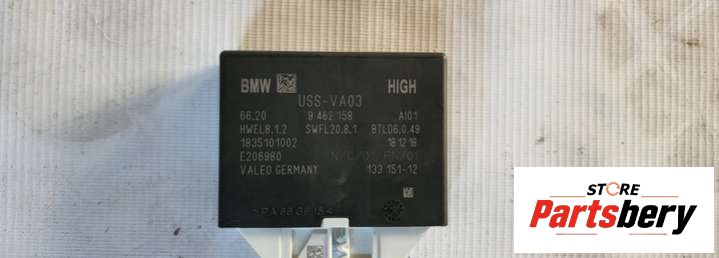 BMW HIGH
USS-VA03
66.20 9 462 158 AI01
HWEL8.1.2 SWFL20.8.1 BTLD6.0.49
1835101002 18 12 18
E206980
VALEO GERMANY 133 151-12
STORE
Partsbery